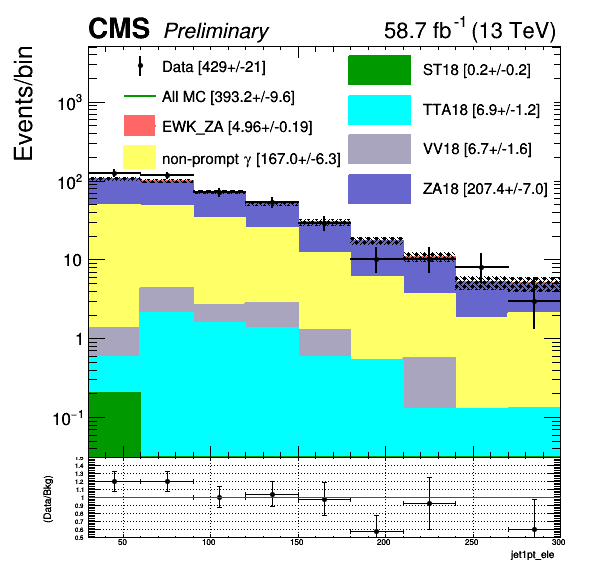 CMS Preliminary 58.7 fb⁻¹ (13 TeV)
Events/bin
Data [429+/-21]
All MC [393.2+/-9.6]
EWK_ZA [4.96+/-0.19]
non-prompt γ [167.0+/-6.3]
ST18 [0.2+/-0.2]
TTA18 [6.9+/-1.2]
VV18 [6.7+/-1.6]
ZA18 [207.4+/-7.0]
10³
10²
10
1
10⁻¹
(Data/Bkg)
1.5
1.4
1.3
1.2
1.1
1
0.9
0.8
0.7
0.6
0.5
50 100 150 200 250 300
jet1pt_ele